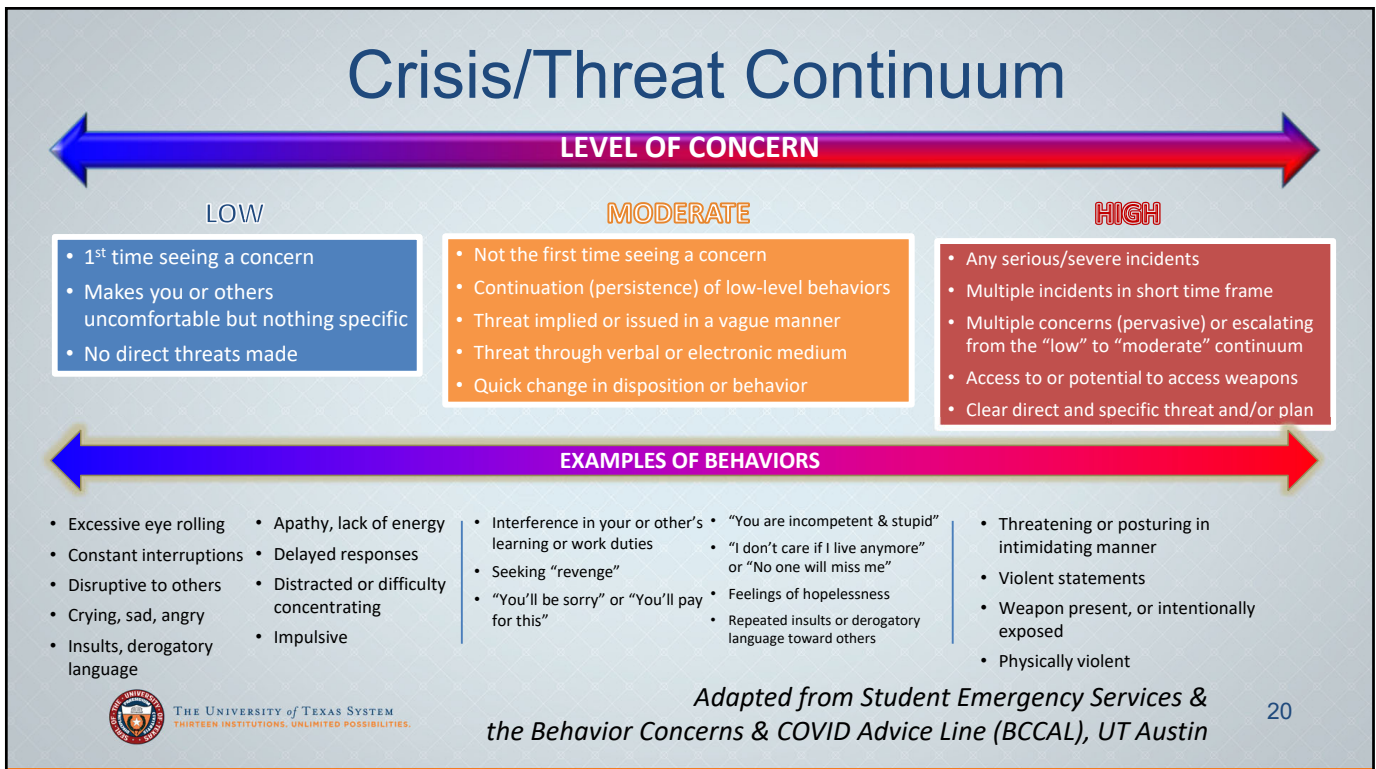 Crisis/Threat Continuum
LEVEL OF CONCERN
LOW
• 1st time seeing a concern
• Makes you or others
uncomfortable but nothing specific
• No direct threats made
MODERATE
• Not the first time seeing a concern
• Continuation (persistence) of low-level behaviors
• Threat implied or issued in a vague manner
• Threat through verbal or electronic medium
• Quick change in disposition or behavior
HIGH
• Any serious/severe incidents
• Multiple incidents in short time frame
• Multiple concerns (pervasive) or escalating
from the “low” to “moderate” continuum
• Access to or potential to access weapons
• Clear direct and specific threat and/or plan
EXAMPLES OF BEHAVIORS
• Excessive eye rolling
• Constant interruptions
• Disruptive to others
• Crying, sad, angry
• Insults, derogatory
language
• Apathy, lack of energy
• Delayed responses
• Distracted or difficulty
concentrating
• Impulsive
• Interference in your or other’s
learning or work duties
• Seeking “revenge”
• “You’ll be sorry” or “You’ll pay
for this”
• “You are incompetent & stupid”
• “I don’t care if I live anymore”
or “No one will miss me”
• Feelings of hopelessness
• Repeated insults or derogatory
language toward others
• Threatening or posturing in
intimidating manner
• Violent statements
• Weapon present, or intentionally
exposed
• Physically violent
THE UNIVERSITY of TEXAS SYSTEM
THIRTEEN INSTITUTIONS. UNLIMITED POSSIBILITIES.
Adapted from Student Emergency Services &
the Behavior Concerns & COVID Advice Line (BCCAL), UT Austin
20